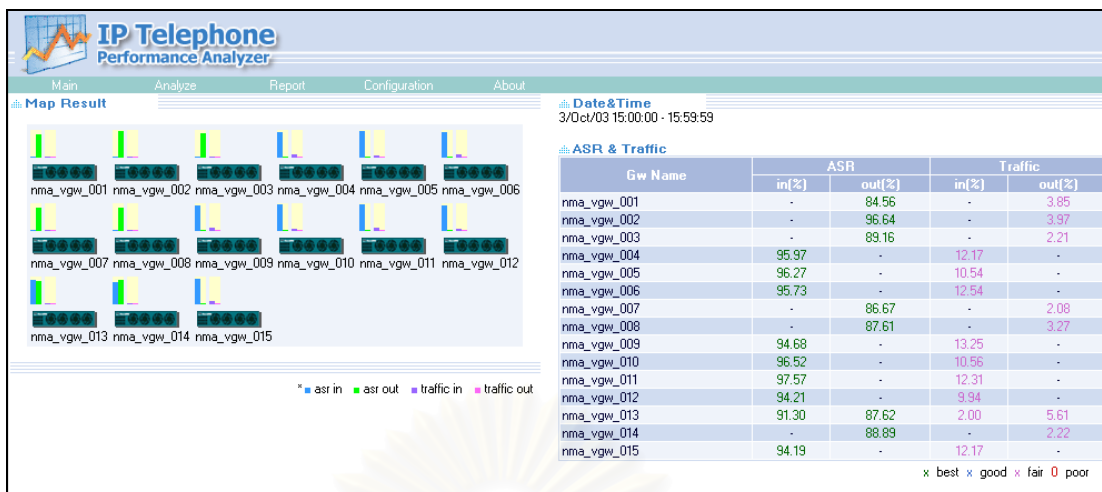 IP Telephone
Performance Analyzer
Main Analyze Report Configuration About
Map Result
nma_vgw_001 nma_vgw_002 nma_vgw_003 nma_vgw_004 nma_vgw_005 nma_vgw_006
nma_vgw_007 nma_vgw_008 nma_vgw_009 nma_vgw_010 nma_vgw_011 nma_vgw_012
nma_vgw_013 nma_vgw_014 nma_vgw_015
* asr in asr out traffic in traffic out
Date&Time
3/Oct/03 15:00:00 - 15:59:59
ASR & Traffic
Gw Name ASR Traffic
in(%) out(%) in(%) out(%)
nma_vgw_001 - 84.56 - 3.85
nma_vgw_002 - 96.64 - 3.97
nma_vgw_003 - 89.16 - 2.21
nma_vgw_004 95.97 - 12.17 -
nma_vgw_005 96.27 - 10.54 -
nma_vgw_006 95.73 - 12.54 -
nma_vgw_007 - 86.67 - 2.08
nma_vgw_008 - 87.61 - 3.27
nma_vgw_009 94.68 - 13.25 -
nma_vgw_010 96.52 - 10.56 -
nma_vgw_011 97.57 - 12.31 -
nma_vgw_012 94.21 - 9.94 -
nma_vgw_013 91.30 87.62 2.00 5.61
nma_vgw_014 - 88.89 - 2.22
nma_vgw_015 94.19 - 12.17 -
x best x good x fair 0 poor